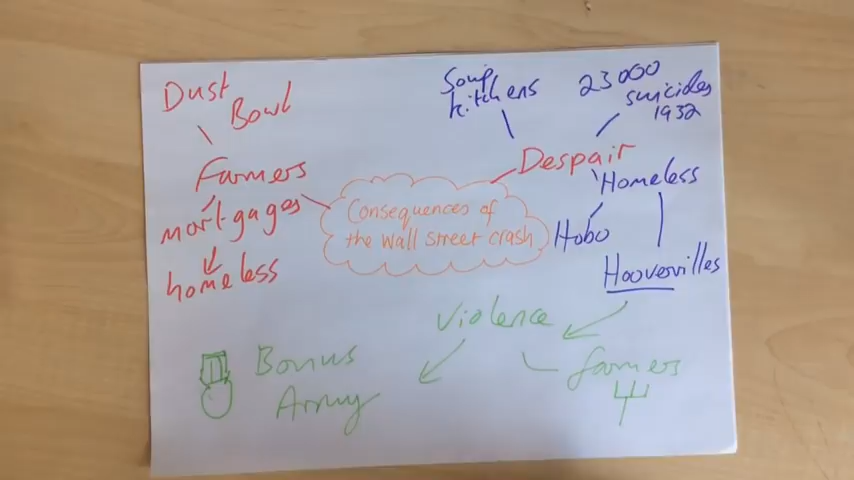 Dust
Bowl
Farmers
mortgages
homeless
Consequences of
the Wall Street crash
Soup
kitchens
23000
suicides
1932
Despair
Homeless
Hobo
Hoovervilles
Violence
Bonus
Army
farmers